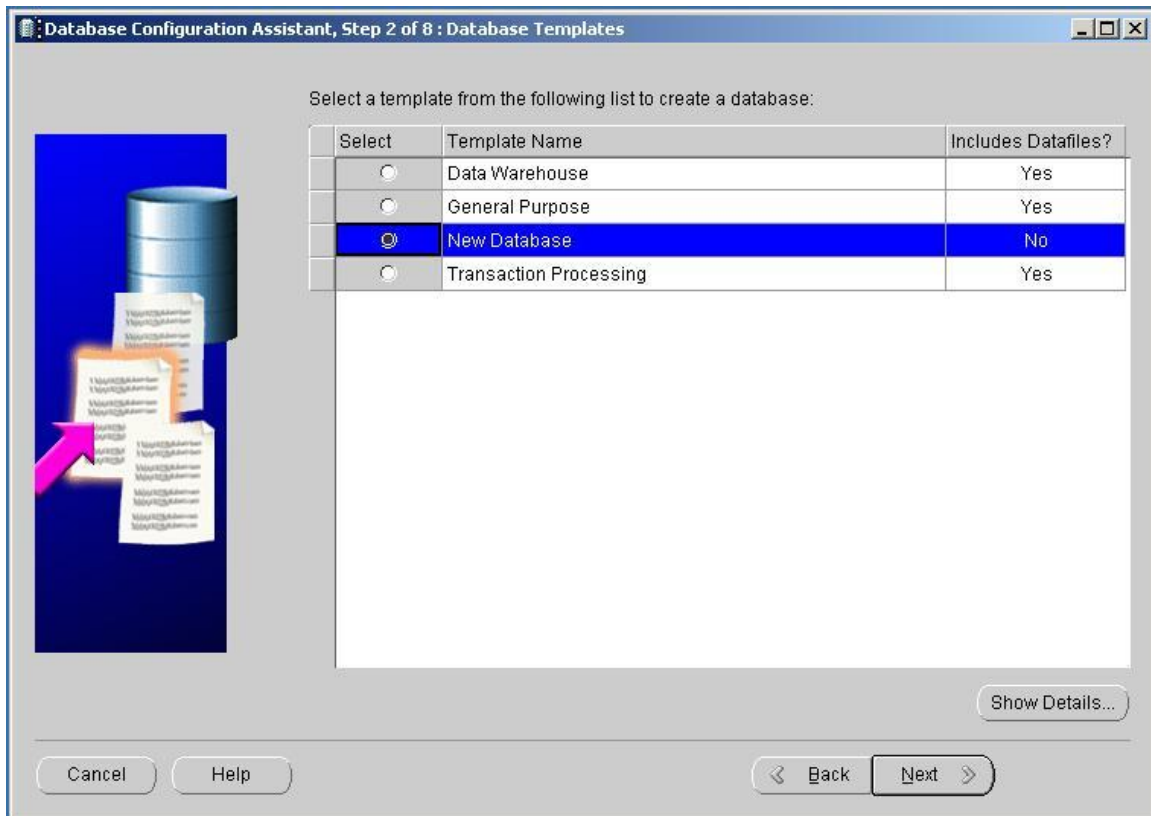 Database Configuration Assistant, Step 2 of 8 : Database Templates
Select a template from the following list to create a database:
Select Template Name Includes Datafiles?
Data Warehouse Yes
General Purpose Yes
New Database No
Transaction Processing Yes
Show Details...
Cancel Help Back Next